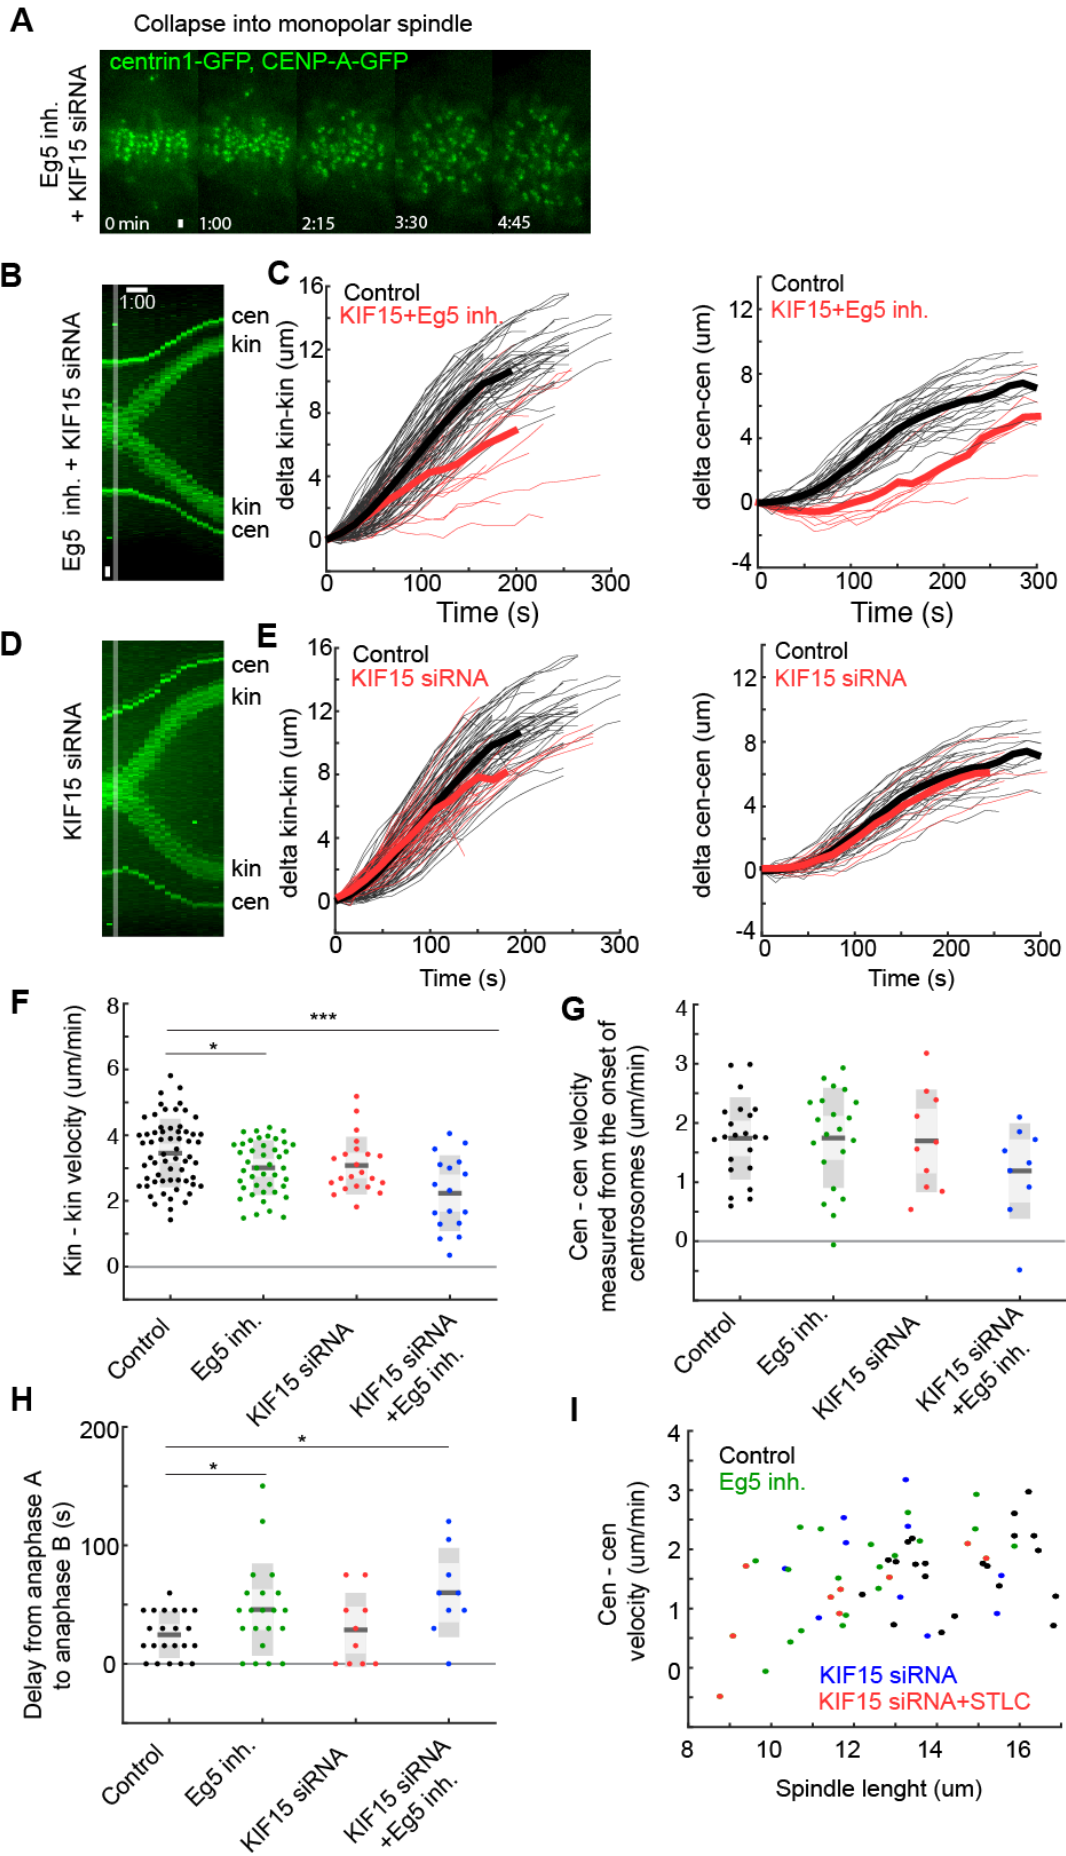 A
Collapse into monopolar spindle
Eg5 inh.
+ KIF15 siRNA
centrin1-GFP, CENP-A-GFP
0 min
1:00
2:15
3:30
4:45
B
Eg5 inh. + KIF15 siRNA
1:00
cen
kin
kin
cen
C
delta kin-kin (um)
16
12
8
4
0
Control
KIF15+Eg5 inh.
0
100
200
300
Time (s)
delta cen-cen (um)
12
8
4
0
-4
Control
KIF15+Eg5 inh.
0
100
200
300
Time (s)
D
KIF15 siRNA
cen
kin
kin
cen
E
delta kin-kin (um)
16
12
8
4
0
Control
KIF15 siRNA
0
100
200
300
Time (s)
delta cen-cen (um)
12
8
4
0
-4
Control
KIF15 siRNA
0
100
200
300
Time (s)
F
Kin - kin velocity (um/min)
8
6
4
2
0
***
*
Control
Eg5 inh.
KIF15 siRNA
KIF15 siRNA
+Eg5 inh.
G
Cen - cen velocity
measured from the onset of
centrosomes (um/min)
4
3
2
1
0
Control
Eg5 inh.
KIF15 siRNA
KIF15 siRNA
+Eg5 inh.
H
Delay from anaphase A
to anaphase B (s)
200
100
0
*
*
Control
Eg5 inh.
KIF15 siRNA
KIF15 siRNA
+Eg5 inh.
I
Cen - cen
velocity (um/min)
4
3
2
1
0
Control
Eg5 inh.
KIF15 siRNA
KIF15 siRNA+STLC
8
10
12
14
16
Spindle lenght (um)